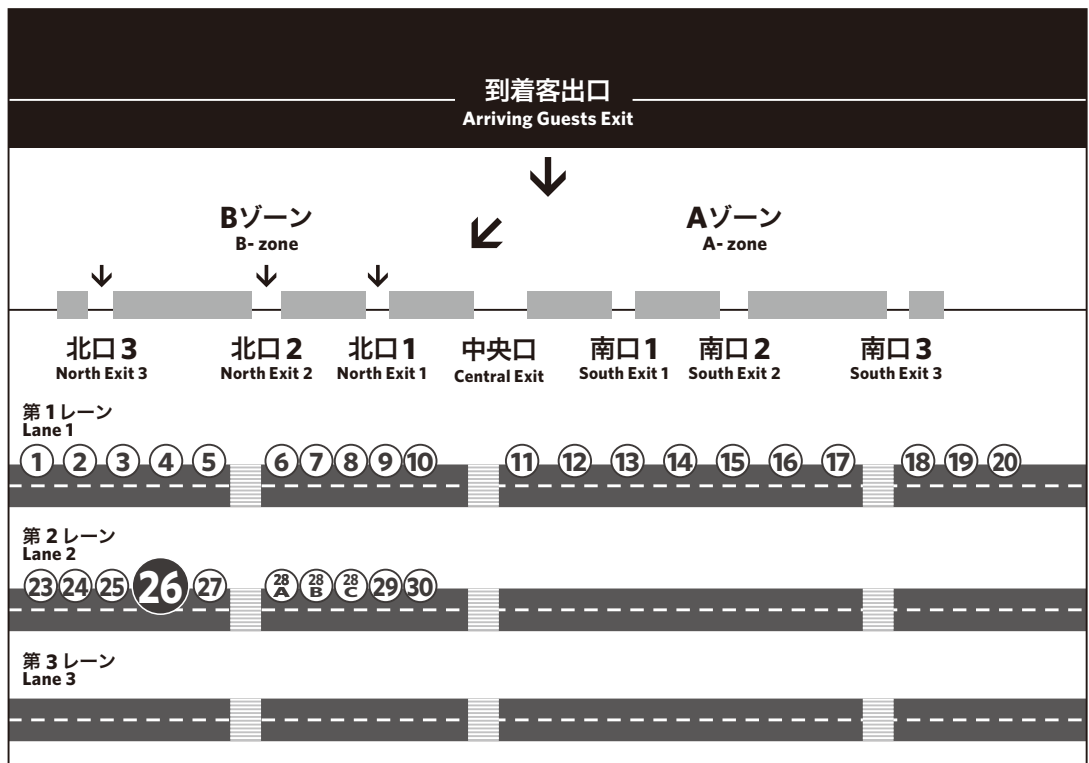 到着客出口
Arriving Guests Exit
Bゾーン
B- zone
Aゾーン
A- zone
北口3
North Exit 3
北口2
North Exit 2
北口1
North Exit 1
中央口
Central Exit
南口1
South Exit 1
南口2
South Exit 2
南口3
South Exit 3
第1レーン
Lane 1
1 2 3 4 5 6 7 8 9 10 11 12 13 14 15 16 17 18 19 20
第2レーン
Lane 2
23 24 25 26 27 28A 28B 28C 29 30
第3レーン
Lane 3